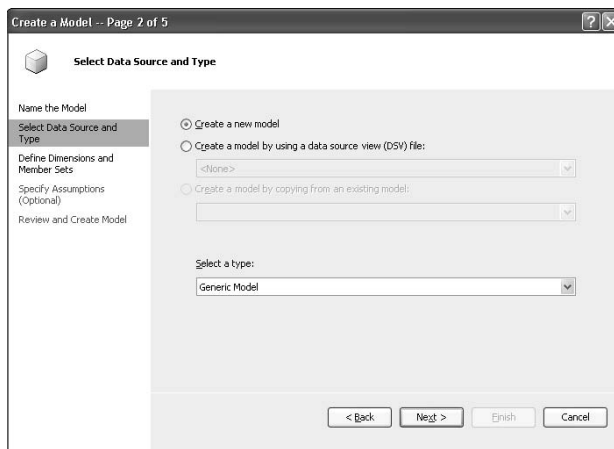 Create a Model -- Page 2 of 5
Select Data Source and Type
Name the Model
Select Data Source and
Type
Define Dimensions and
Member Sets
Specify Assumptions
(Optional)
Review and Create Model
Create a new model
Create a model by using a data source view (DSV) file:
<None>
Create a model by copying from an existing model:
Select a type:
Generic Model
< Back
Next >
Finish
Cancel